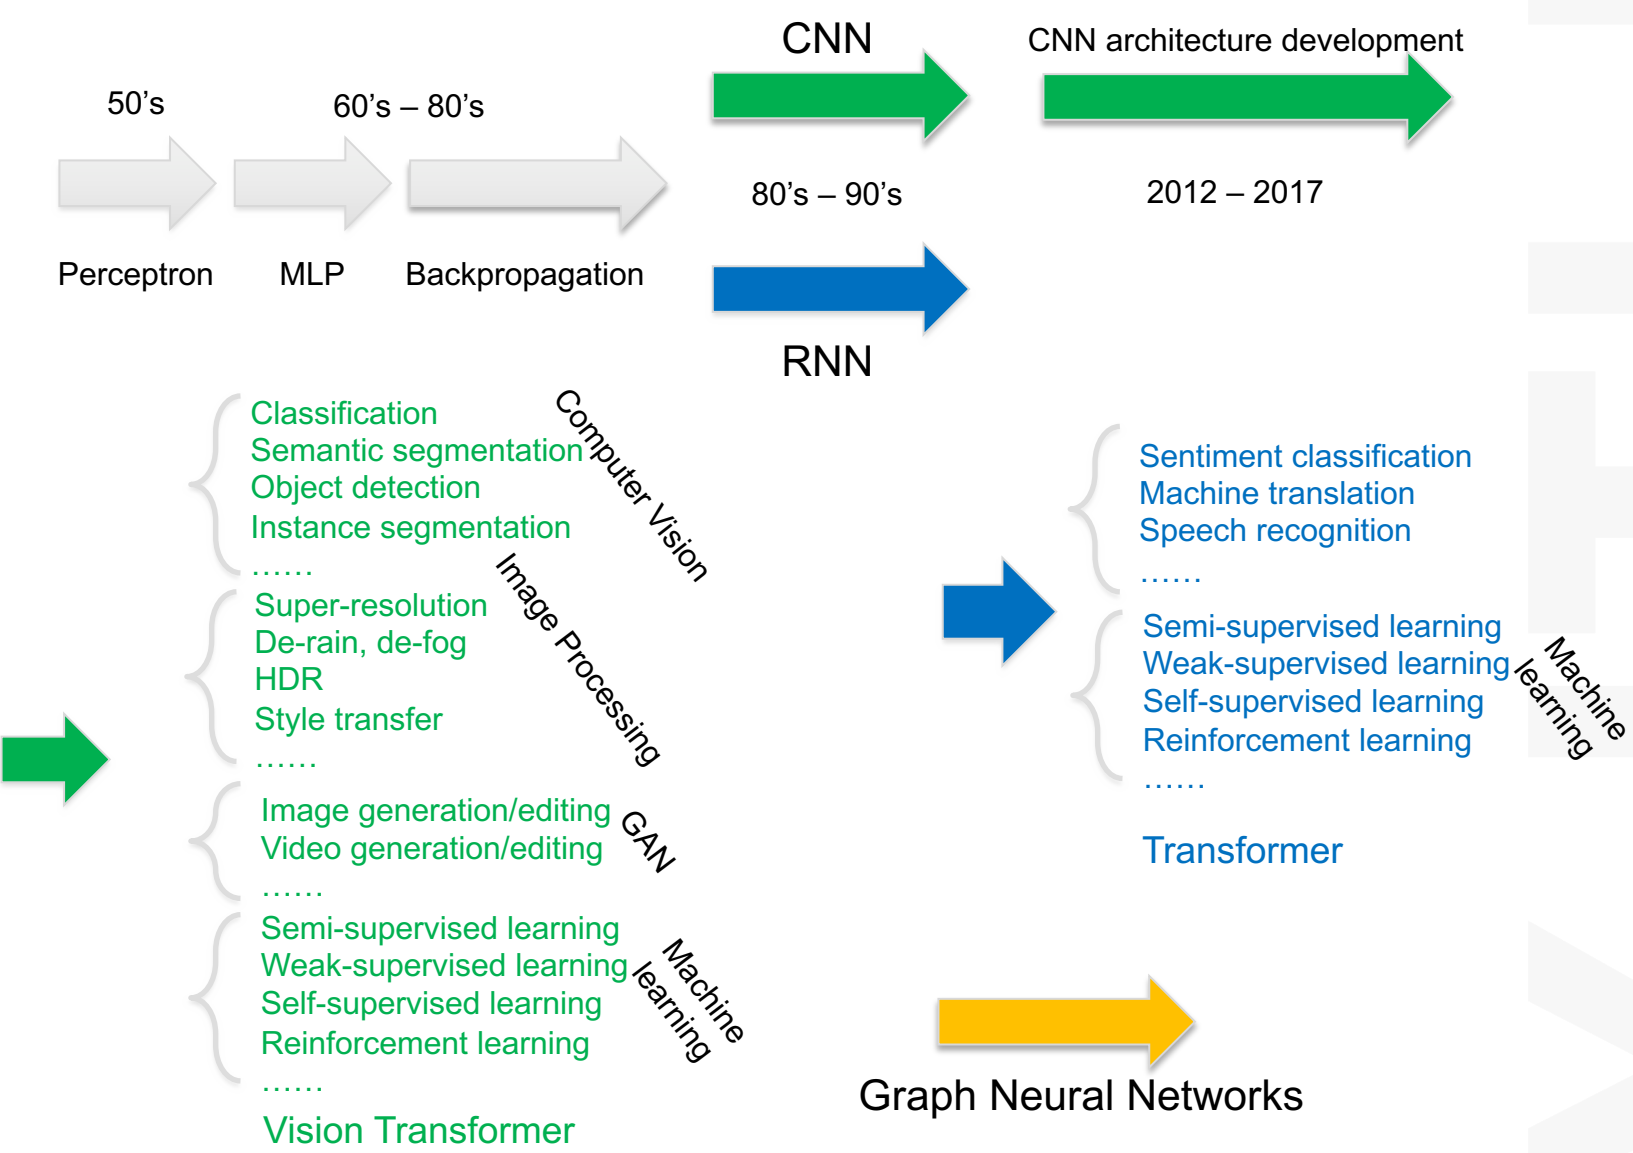 CNN
CNN architecture development
50's
60's – 80's
80's – 90's
2012 – 2017
Perceptron
MLP
Backpropagation
RNN
Classification
Semantic segmentation
Object detection
Instance segmentation
……
Computer Vision
Super-resolution
De-rain, de-fog
HDR
Style transfer
……
Image Processing
Image generation/editing
Video generation/editing
……
GAN
Semi-supervised learning
Weak-supervised learning
Self-supervised learning
Reinforcement learning
……
Machine
learning
Vision Transformer
Sentiment classification
Machine translation
Speech recognition
……
Semi-supervised learning
Weak-supervised learning
Self-supervised learning
Reinforcement learning
……
Machine
learning
Transformer
Graph Neural Networks